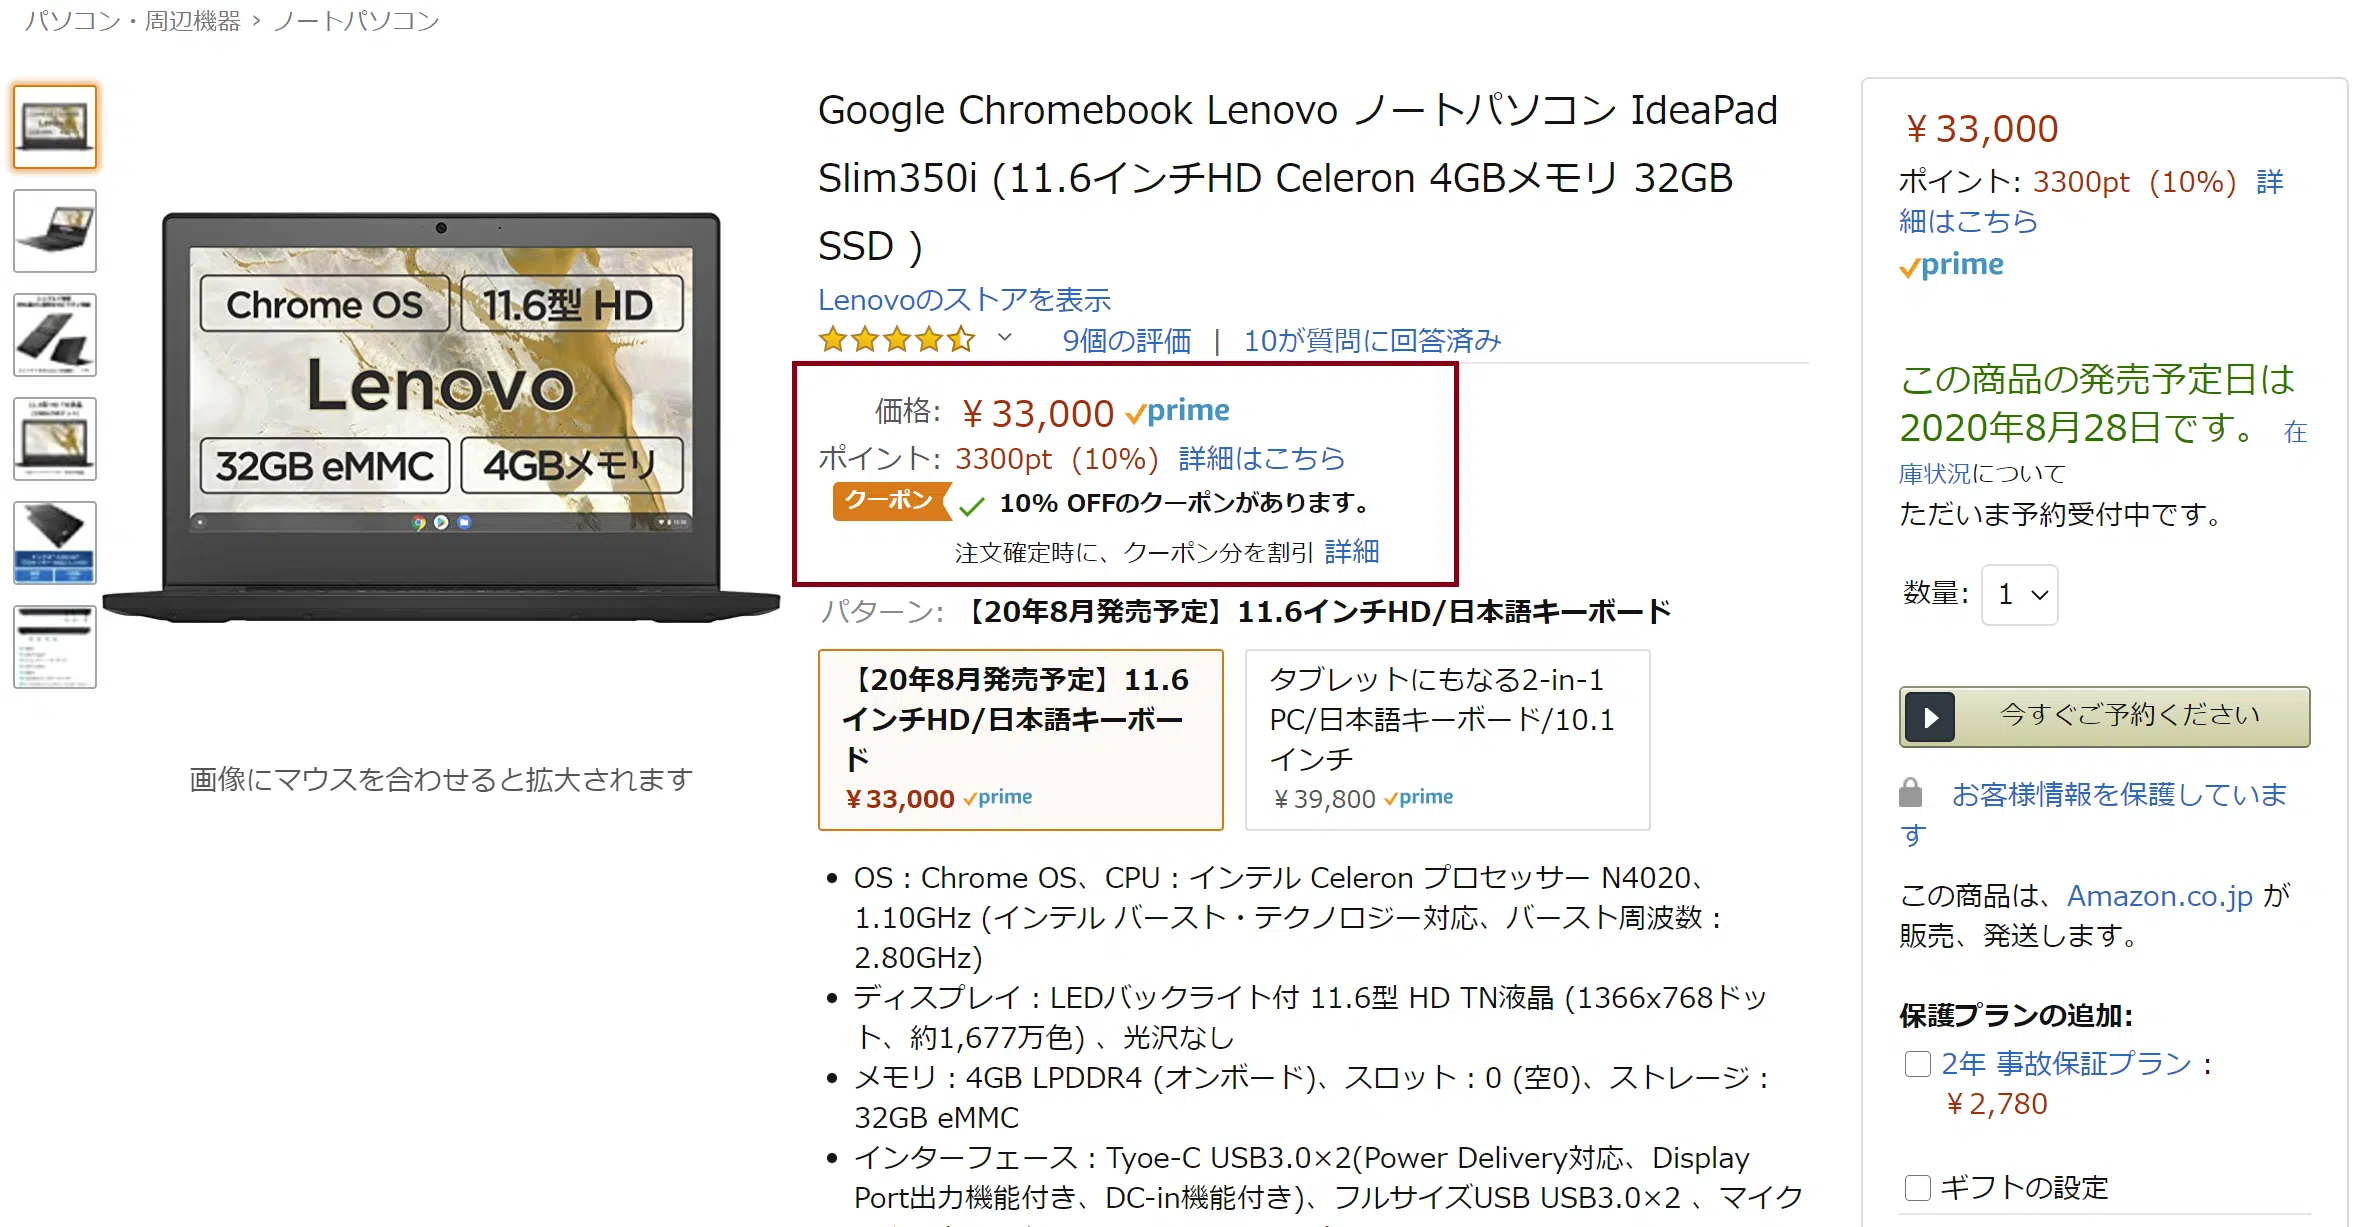 パソコン・周辺機器 › ノートパソコン
Google Chromebook Lenovo ノートパソコン IdeaPad
Slim350i (11.6インチHD Celeron 4GBメモリ 32GB
SSD )
Lenovoのストアを表示
9個の評価 | 10が質問に回答済み
価格: ￥33,000 prime
ポイント: 3300pt (10%) 詳細はこちら
クーポン 10% OFFのクーポンがあります。
注文確定時に、クーポン分を割引 詳細
パターン: 【20年8月発売予定】11.6インチHD/日本語キーボード
【20年8月発売予定】11.6
インチHD/日本語キーボー
ド
￥33,000 prime
タブレットにもなる2-in-1
PC/日本語キーボード/10.1
インチ
￥39,800 prime
OS：Chrome OS、CPU：インテル Celeron プロセッサー N4020、
1.10GHz (インテル バースト・テクノロジー対応、バースト周波数：
2.80GHz)
ディスプレイ：LEDバックライト付 11.6型 HD TN液晶 (1366x768ドッ
ト、約1,677万色) 、光沢なし
メモリ：4GB LPDDR4 (オンボード)、スロット：0 (空0)、ストレージ：
32GB eMMC
インターフェース：Tyoe-C USB3.0×2(Power Delivery対応、Display
Port出力機能付き、DC-in機能付き)、フルサイズUSB USB3.0×2 、マイク
Chrome OS
11.6型 HD
Lenovo
32GB eMMC
4GBメモリ
画像にマウスを合わせると拡大されます
￥33,000
ポイント: 3300pt (10%) 詳
細はこちら
prime
この商品の発売予定日は
2020年8月28日です。 在
庫状況について
ただいま予約受付中です。
数量: 1
今すぐご予約ください
お客様情報を保護していま
す
この商品は、Amazon.co.jp が
販売、発送します。
保護プランの追加:
2年 事故保証プラン：
￥2,780
ギフトの設定